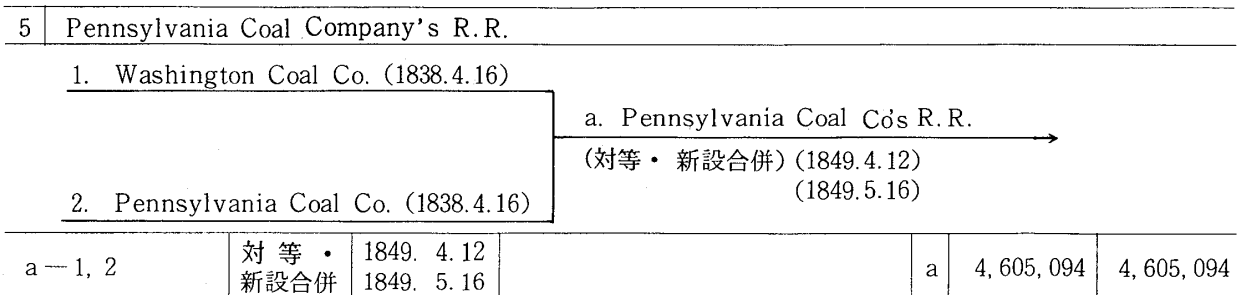 5 Pennsylvania Coal Company's R.R.
1. Washington Coal Co. (1838.4.16)
a. Pennsylvania Coal Co's R.R.
(対等・ 新設合併) (1849.4.12)
(1849.5.16)
2. Pennsylvania Coal Co. (1838.4.16)
a—1, 2 対 等 ・ 1849. 4.12 a 4,605,094 4,605,094
新設合併 1849. 5.16